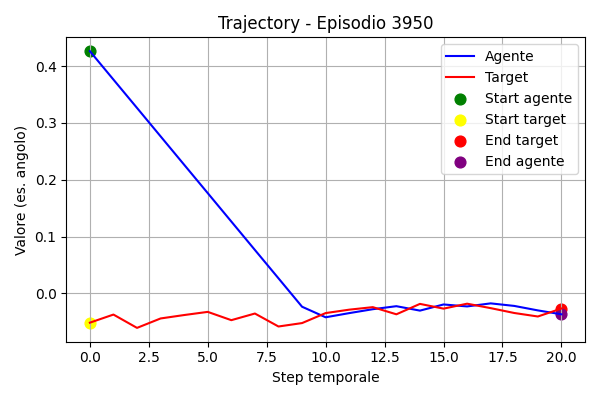 Trajectory - Episodio 3950
Valore (es. angolo)
0.4
0.3
0.2
0.1
0.0
Agente
Target
Start agente
Start target
End target
End agente
0.0 2.5 5.0 7.5 10.0 12.5 15.0 17.5 20.0
Step temporale